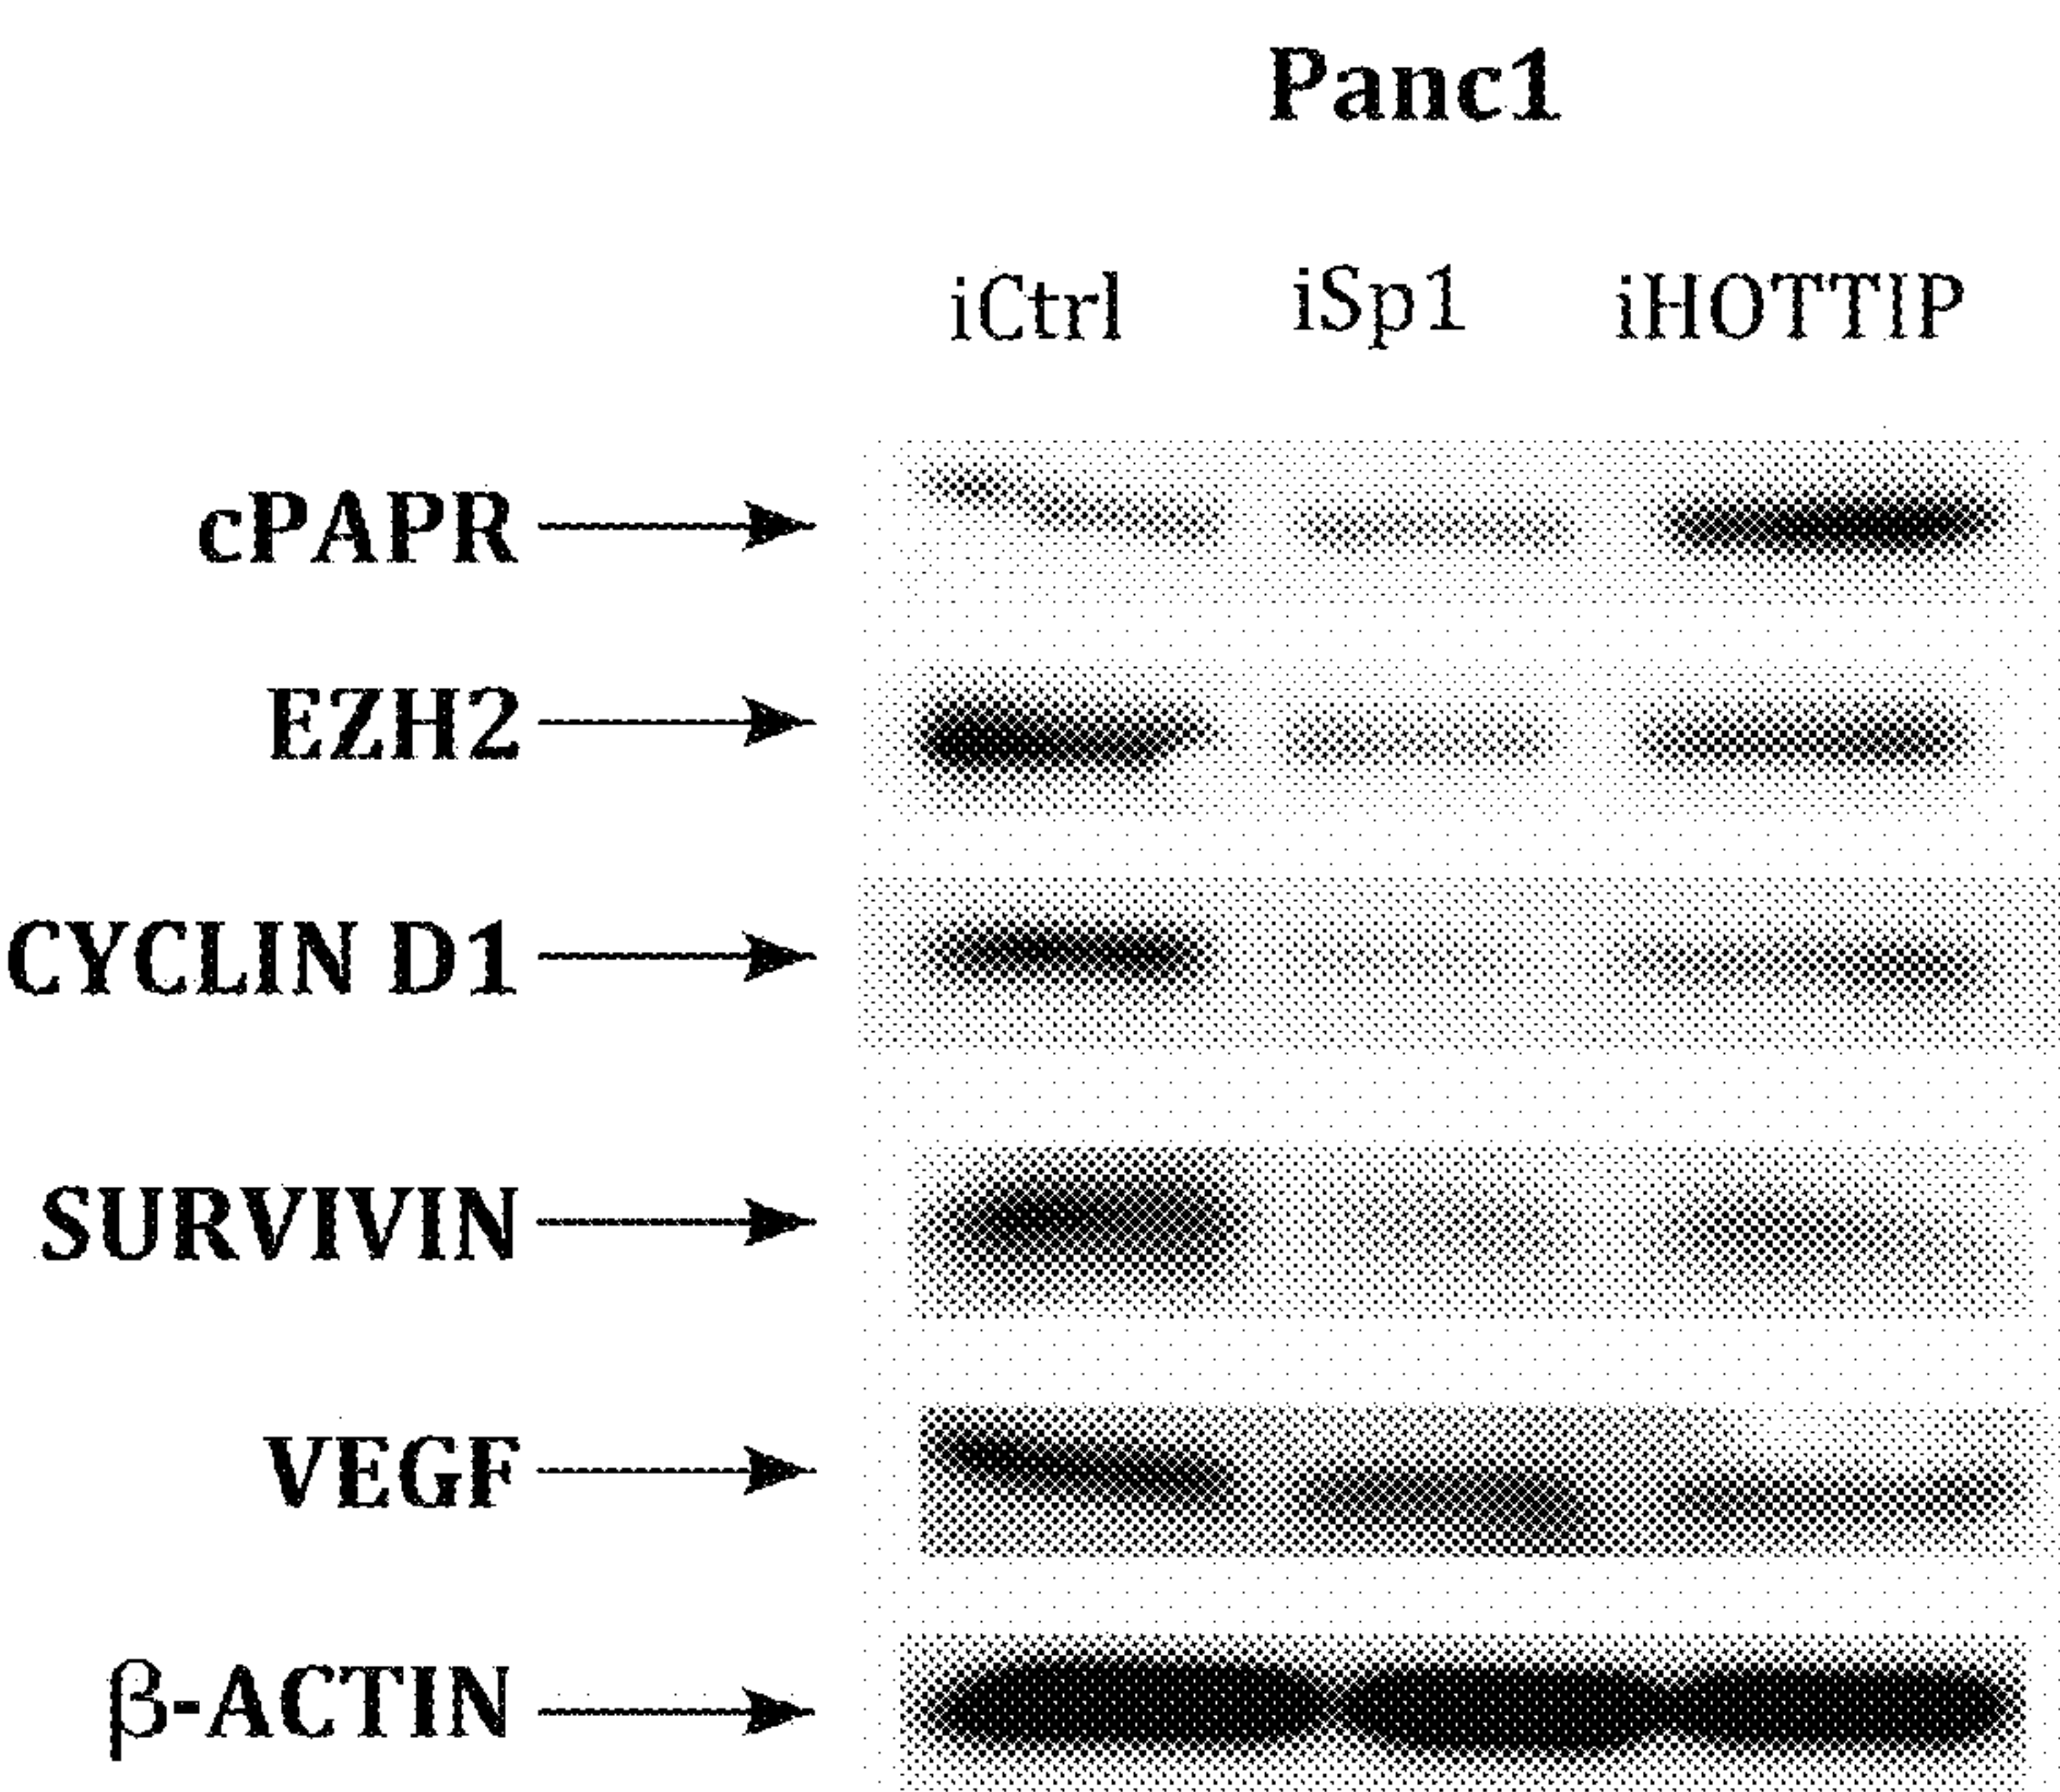 Panc1
iCtrl iSp1 iHOTTIP
cPAPR
EZH2
CYCLIN D1
SURVIVIN
VEGF
β-ACTIN